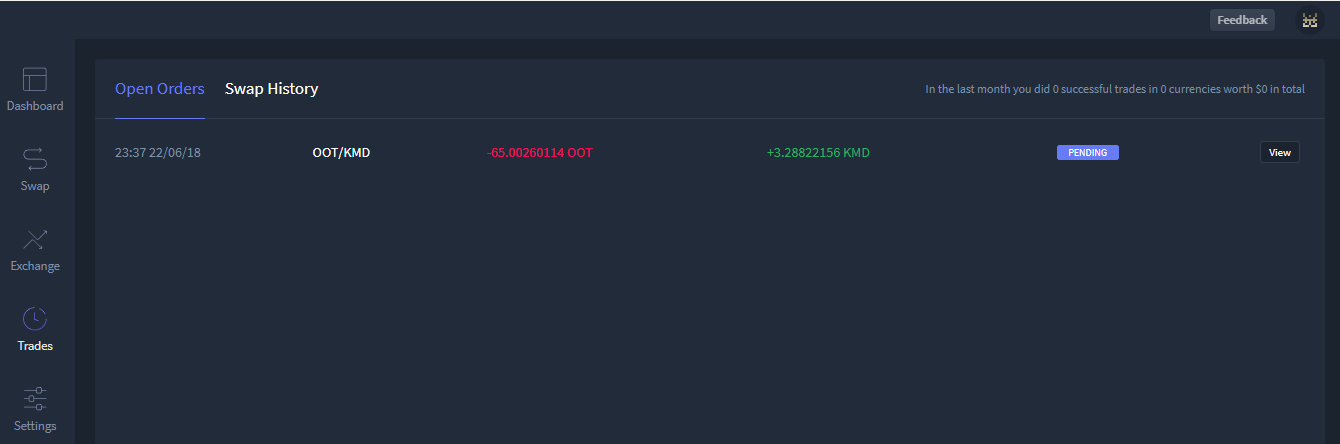 Feedback
Dashboard
Swap
Exchange
Trades
Settings
Open Orders Swap History In the last month you did 0 successful trades in 0 currencies worth $0 in total
23:37 22/06/18 OOT/KMD -65.00260114 OOT +3.28822156 KMD PENDING View